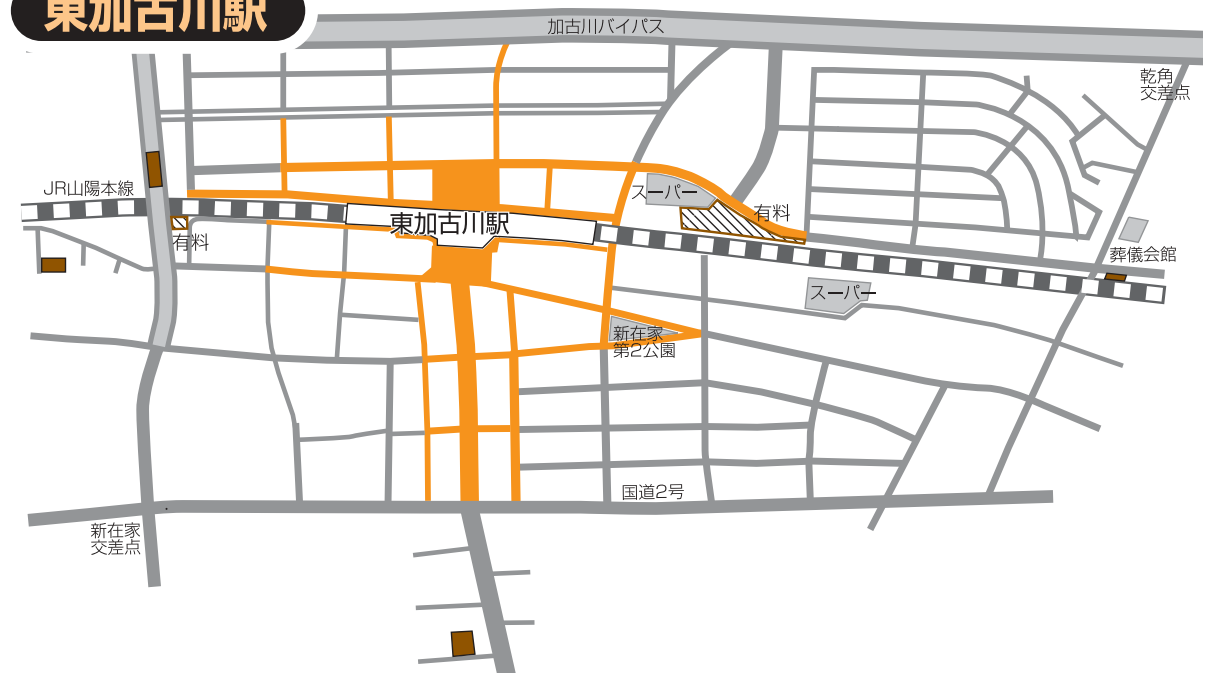 東加古川駅
加古川バイパス
乾角
交差点
JR山陽本線
スーパー
有料
東加古川駅
有料
葬儀会館
スーパー
新在家
第2公園
国道2号
新在家
交差点